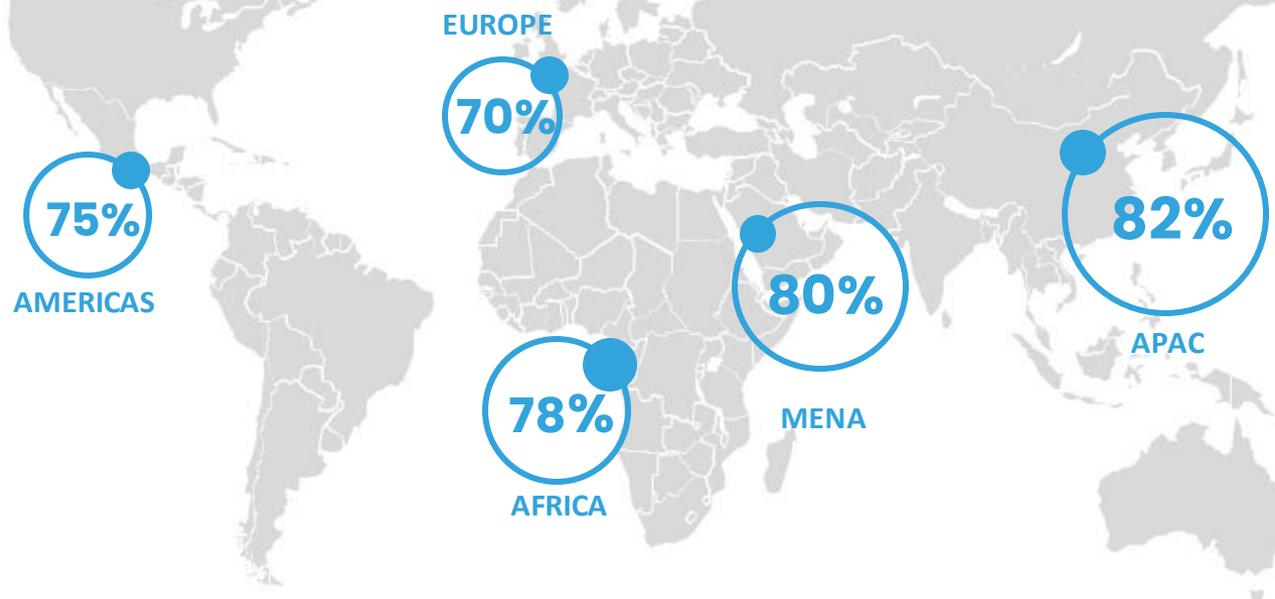 EUROPE
70%
75%
AMERICAS
82%
APAC
80%
MENA
78%
AFRICA